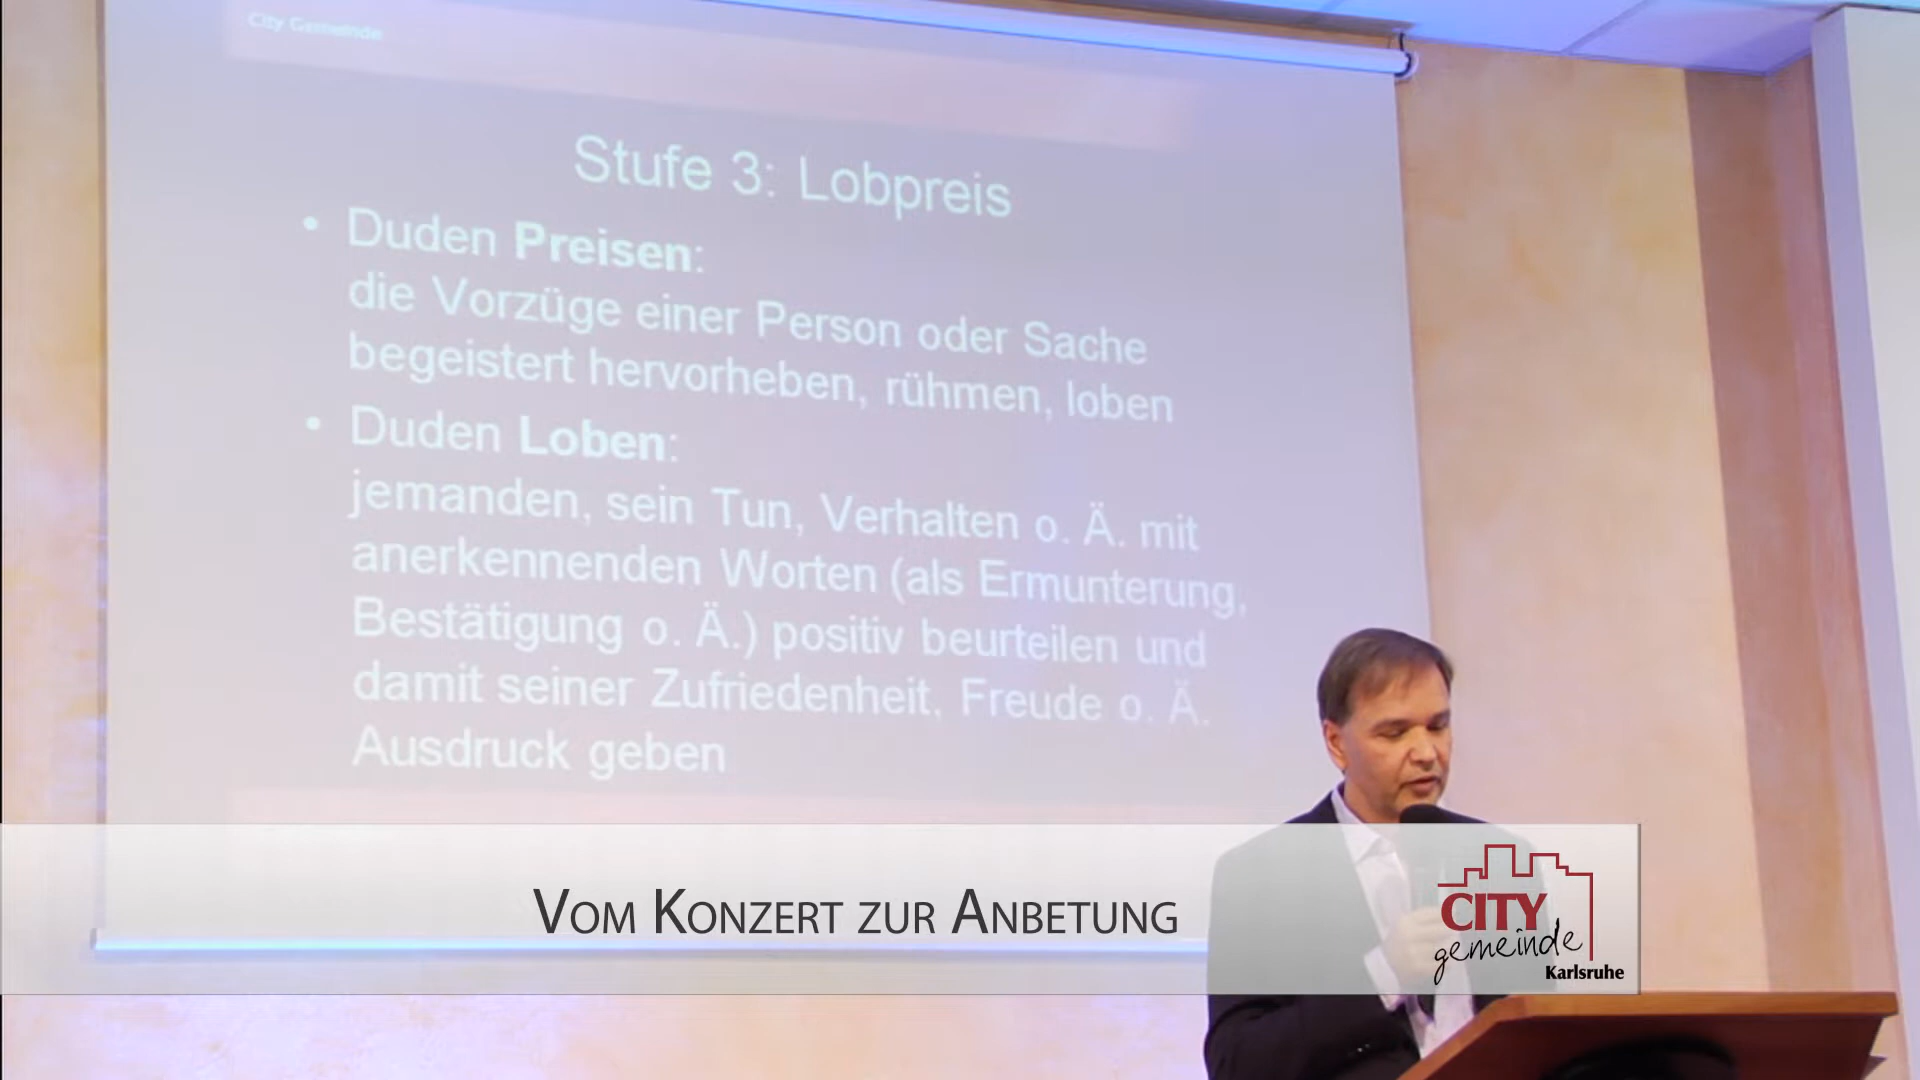 City Gemeinde
Stufe 3: Lobpreis
• Duden Preisen:
die Vorzüge einer Person oder Sache
begeistert hervorheben, rühmen, loben
• Duden Loben:
jemanden, sein Tun, Verhalten o. Ä. mit
anerkennenden Worten (als Ermunterung,
Bestätigung o. Ä.) positiv beurteilen und
damit seiner Zufriedenheit, Freude o. Ä.
Ausdruck geben
Vom Konzert zur Anbetung
CITY
gemeinde
Karlsruhe